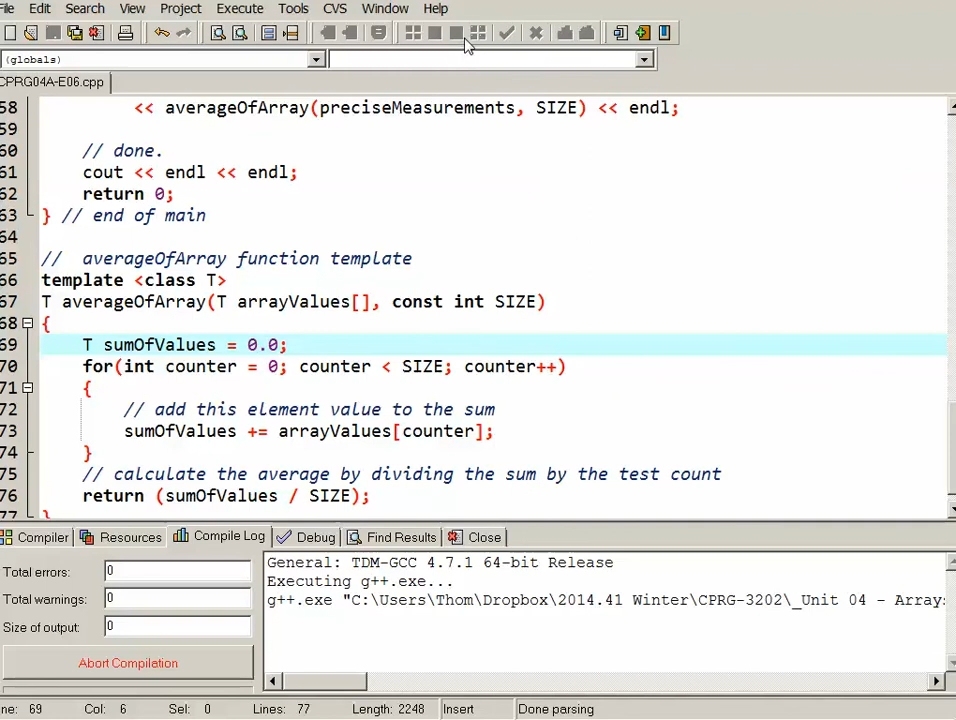 File Edit Search View Project Execute Tools CVS Window Help
(globals)
CPRG04A-E06.cpp
58 << averageOfArray(preciseMeasurements, SIZE) << endl;
59
60 // done.
61 cout << endl << endl;
62 return 0;
63 } // end of main
64
65 // averageOfArray function template
66 template <class T>
67 T averageOfArray(T arrayValues[], const int SIZE)
68 {
69 T sumOfValues = 0.0;
70 for(int counter = 0; counter < SIZE; counter++)
71 {
72 // add this element value to the sum
73 sumOfValues += arrayValues[counter];
74 }
75 // calculate the average by dividing the sum by the test count
76 return (sumOfValues / SIZE);
77 }
Compiler Resources Compile Log Debug Find Results Close
Total errors: 0
Total warnings: 0
Size of output: 0
Abort Compilation
General: TDM-GCC 4.7.1 64-bit Release
Executing g++.exe...
g++.exe "C:\Users\Thom\Dropbox\2014.41 Winter\CPRG-3202\_Unit 04 - Arrays
ne: 69 Col: 6 Sel: 0 Lines: 77 Length: 2248 Insert Done parsing